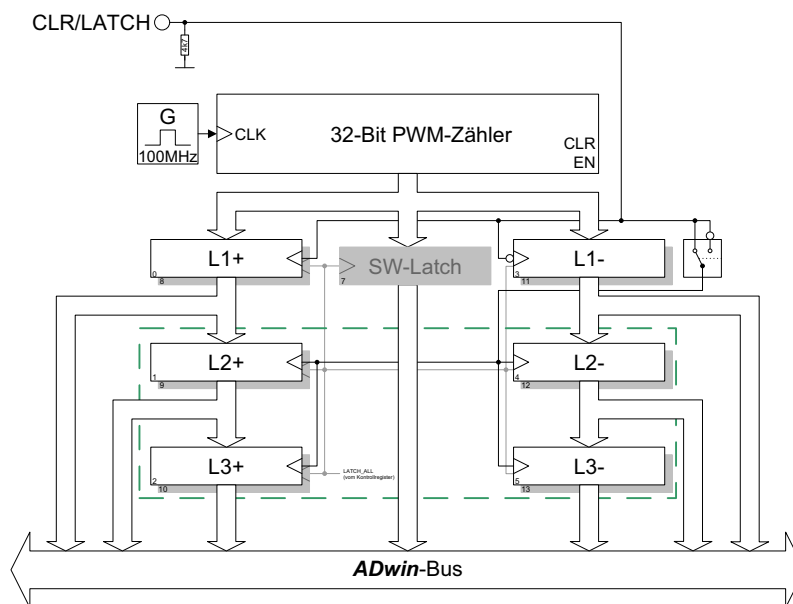 CLR/LATCH
4k7
G
100MHz
CLK
32-Bit PWM-Zähler
CLR
EN
L1+
0
8
SW-Latch
7
L1-
3
11
L2+
1
9
L2-
4
12
L3+
2
10
LATCH_ALL
(vom Kontrollregister)
L3-
5
13
ADwin-Bus